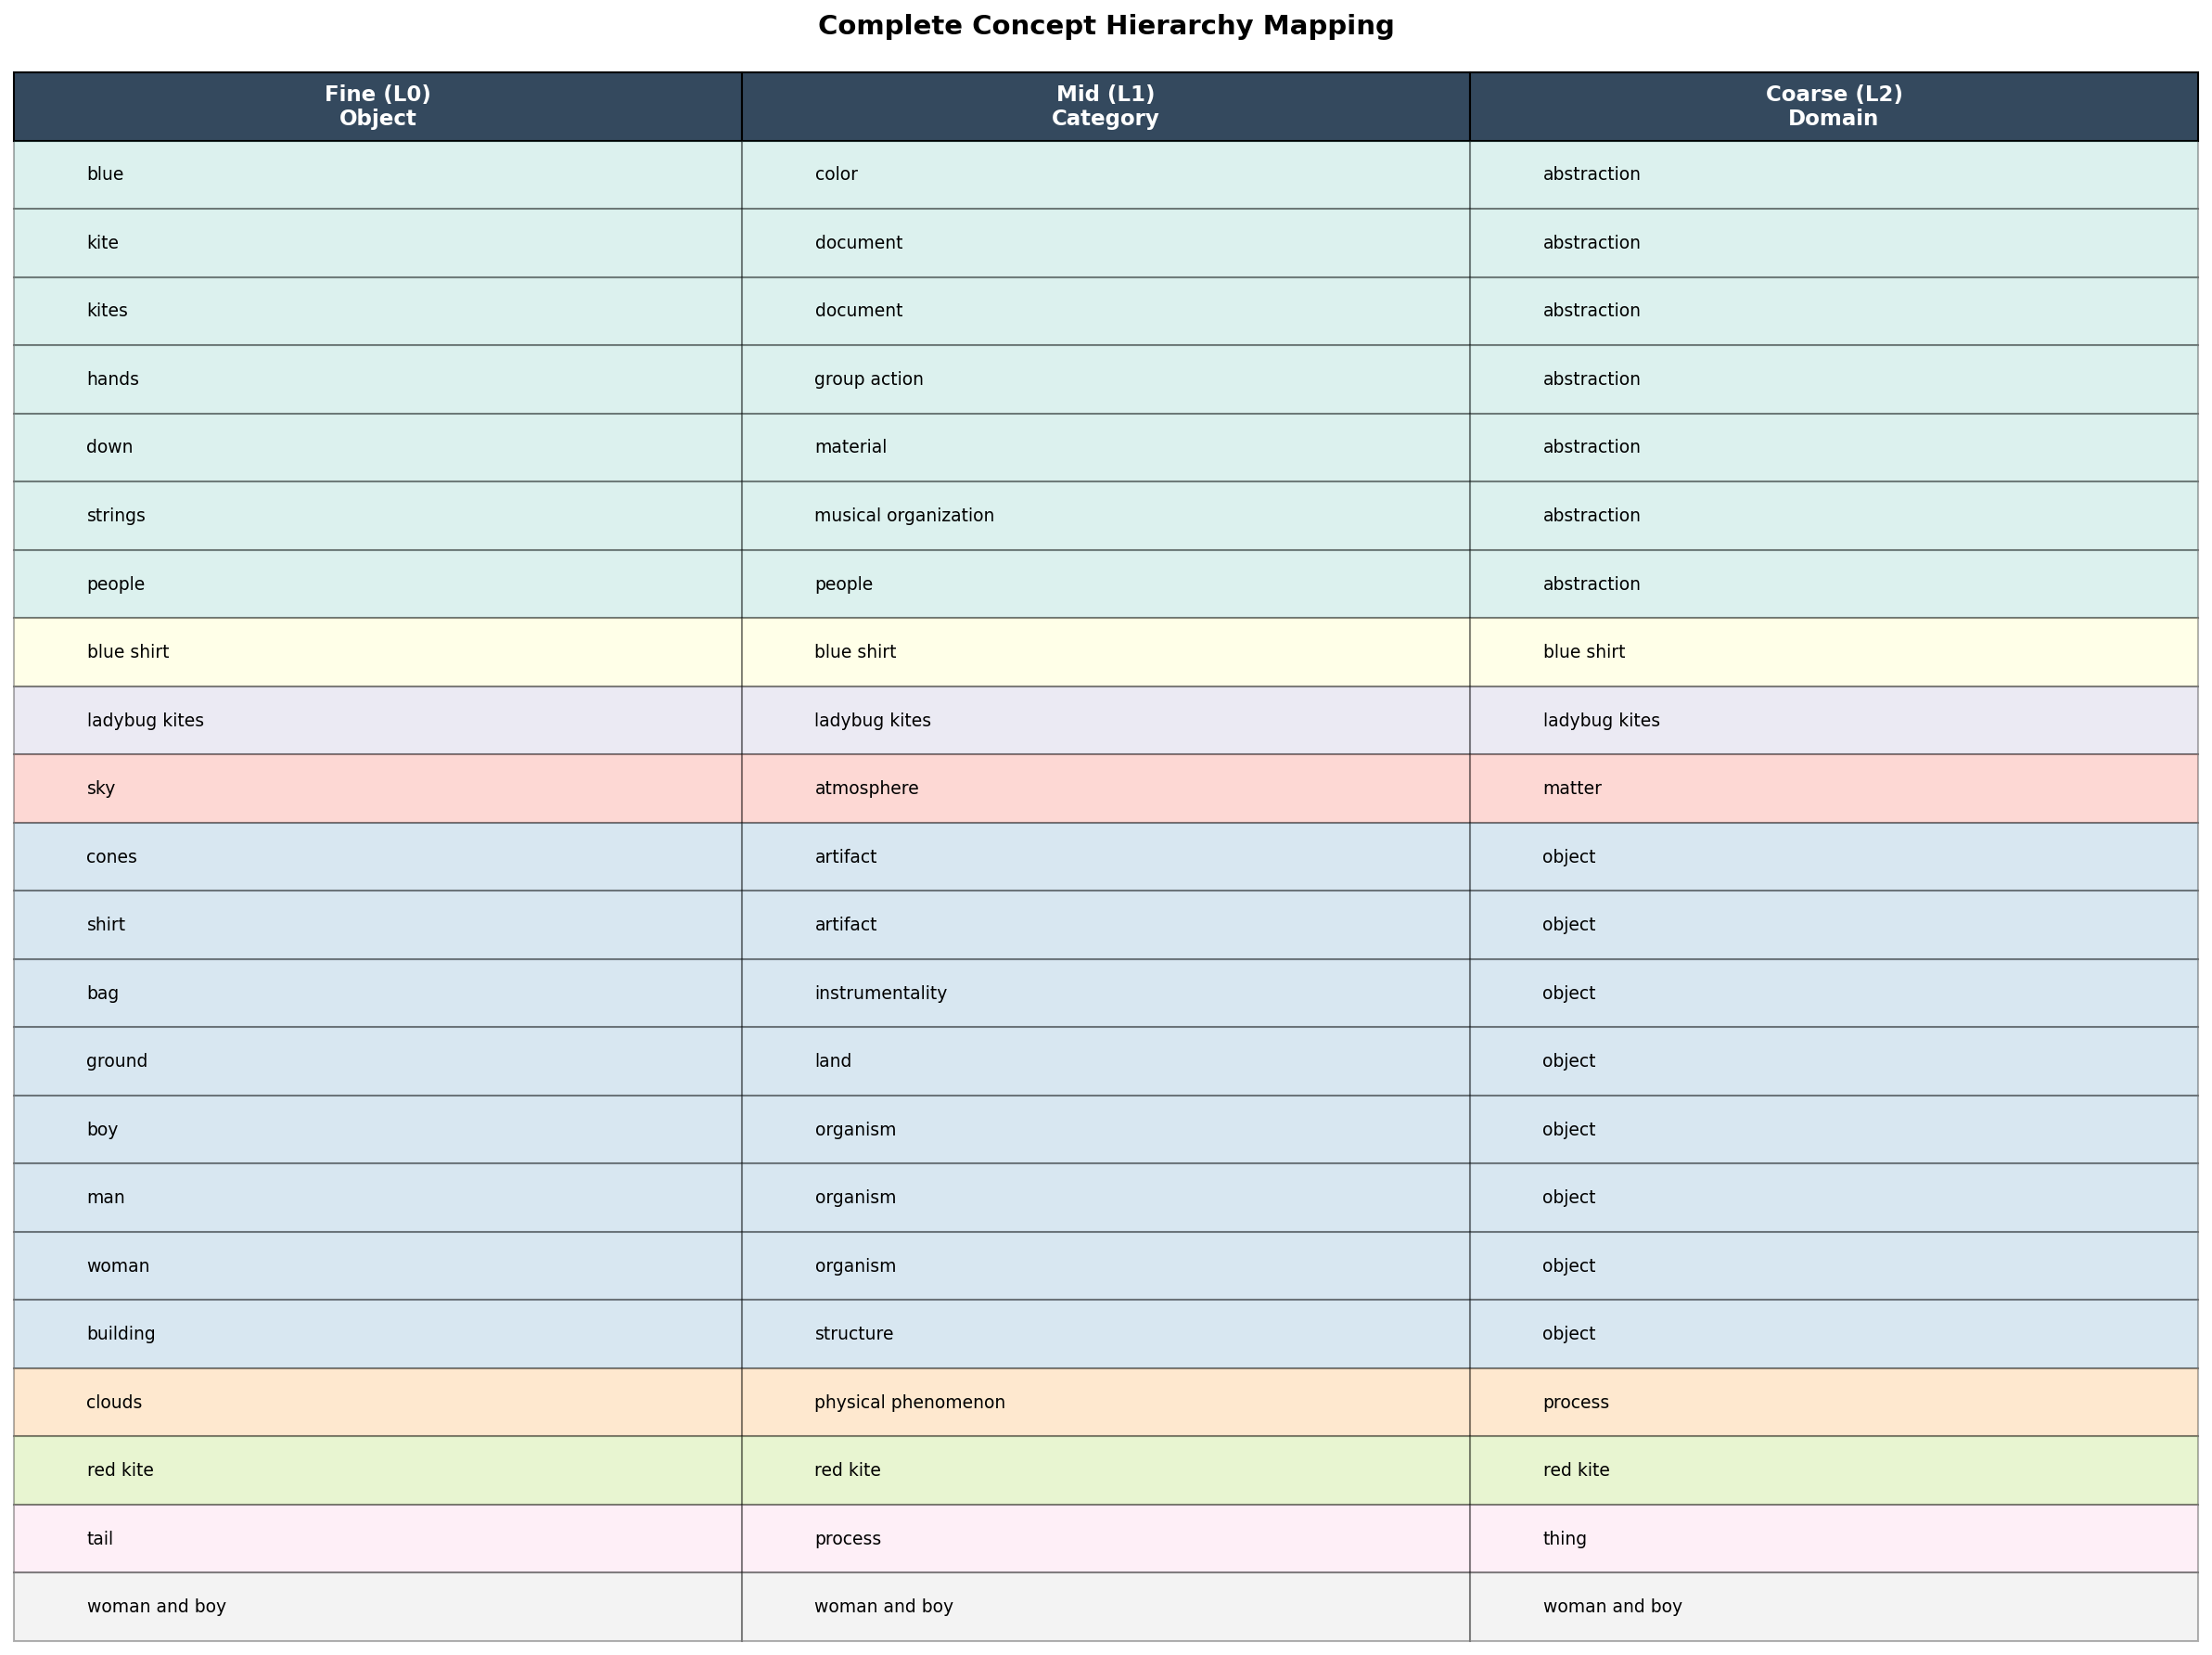 Complete Concept Hierarchy Mapping
Fine (L0) Mid (L1) Coarse (L2)
Object Category Domain
blue color abstraction
kite document abstraction
kites document abstraction
hands group action abstraction
down material abstraction
strings musical organization abstraction
people people abstraction
blue shirt blue shirt blue shirt
ladybug kites ladybug kites ladybug kites
sky atmosphere matter
cones artifact object
shirt artifact object
bag instrumentality object
ground land object
boy organism object
man organism object
woman organism object
building structure object
clouds physical phenomenon process
red kite red kite red kite
tail process thing
woman and boy woman and boy woman and boy